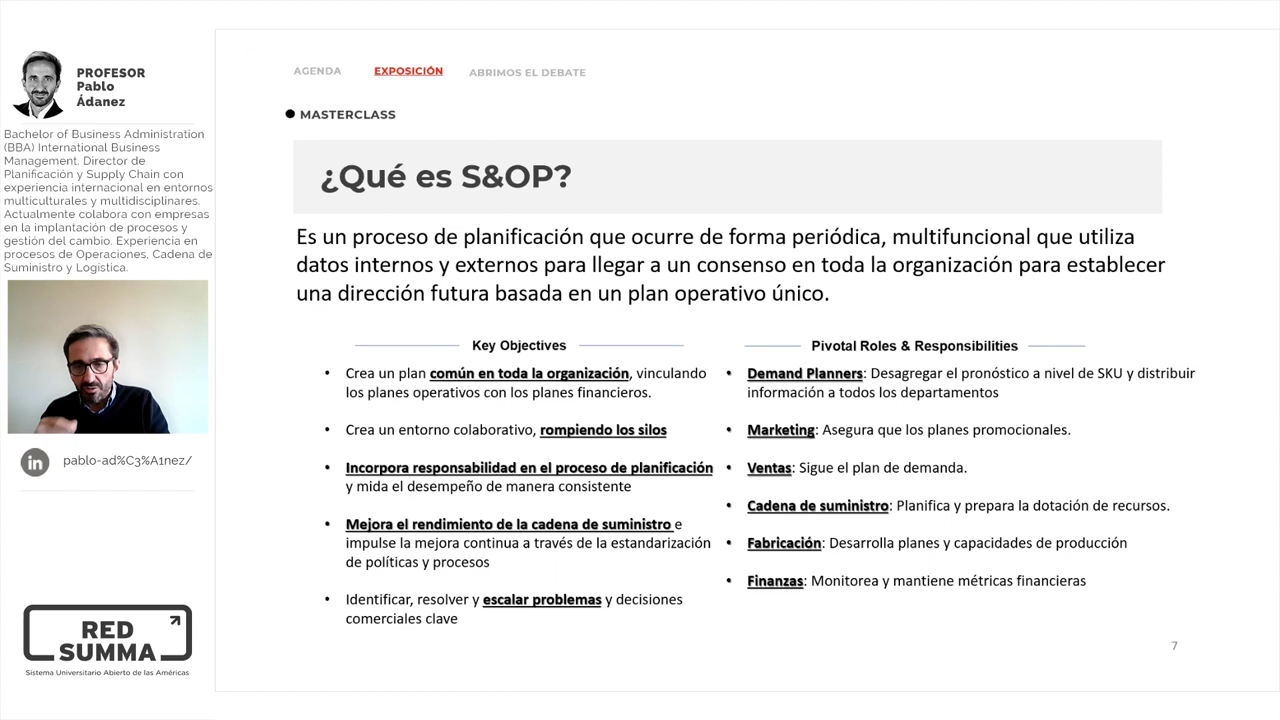 PROFESOR
Pablo
Ádanez
Bachelor of Business Administration
(BBA) International Business
Management. Director de
Planificación y Supply Chain con
experiencia internacional en entornos
multiculturales y multidisciplinares.
Actualmente colabora con empresas
en la implantación de procesos y
gestión del cambio. Experiencia en
procesos de Operaciones, Cadena de
Suministro y Logistica.
in
pablo-ad%C3%A1nez/
RED
SUMMA
Sistema Universitario Abierto de las Américas
AGENDA
EXPOSICIÓN
ABRIMOS EL DEBATE
MASTERCLASS
¿Qué es S&OP?
Es un proceso de planificación que ocurre de forma periódica, multifuncional que utiliza
datos internos y externos para llegar a un consenso en toda la organización para establecer
una dirección futura basada en un plan operativo único.
Key Objectives
• Crea un plan común en toda la organización, vinculando
los planes operativos con los planes financieros.
• Crea un entorno colaborativo, rompiendo los silos
• Incorpora responsabilidad en el proceso de planificación
y mida el desempeño de manera consistente
• Mejora el rendimiento de la cadena de suministro e
impulse la mejora continua a través de la estandarización
de políticas y procesos
• Identificar, resolver y escalar problemas y decisiones
comerciales clave
Pivotal Roles & Responsibilities
• Demand Planners: Desagregar el pronóstico a nivel de SKU y distribuir
información a todos los departamentos
• Marketing: Asegura que los planes promocionales.
• Ventas: Sigue el plan de demanda.
• Cadena de suministro: Planifica y prepara la dotación de recursos.
• Fabricación: Desarrolla planes y capacidades de producción
• Finanzas: Monitorea y mantiene métricas financieras
7